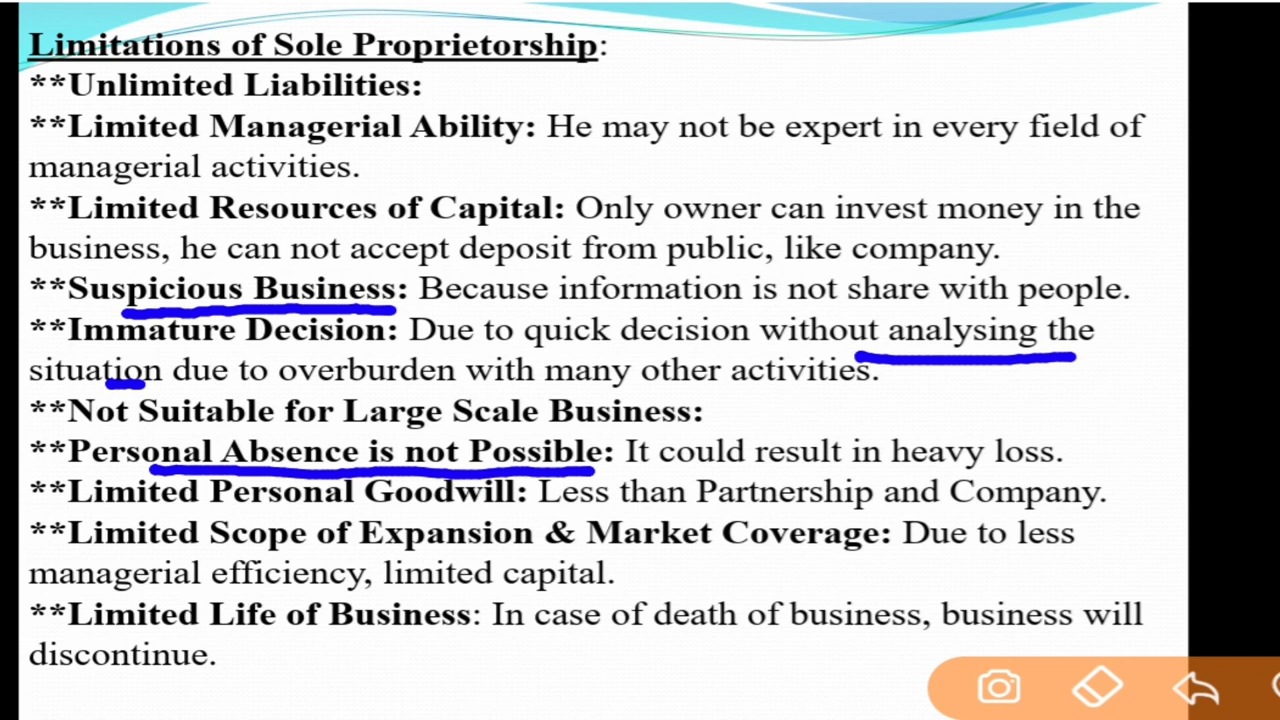 Limitations of Sole Proprietorship:
**Unlimited Liabilities:
**Limited Managerial Ability: He may not be expert in every field of
managerial activities.
**Limited Resources of Capital: Only owner can invest money in the
business, he can not accept deposit from public, like company.
**Suspicious Business: Because information is not share with people.
**Immature Decision: Due to quick decision without analysing the
situation due to overburden with many other activities.
**Not Suitable for Large Scale Business:
**Personal Absence is not Possible: It could result in heavy loss.
**Limited Personal Goodwill: Less than Partnership and Company.
**Limited Scope of Expansion & Market Coverage: Due to less
managerial efficiency, limited capital.
**Limited Life of Business: In case of death of business, business will
discontinue.